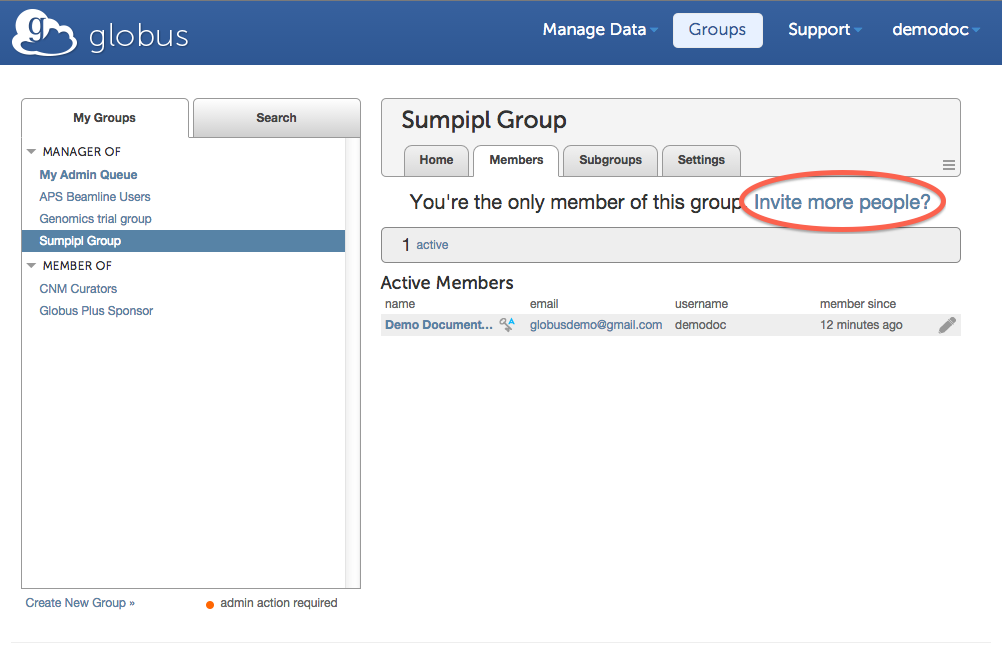 g globus
Manage Data Groups Support demodoc
My Groups Search
MANAGER OF
My Admin Queue
APS Beamline Users
Genomics trial group
Sumpipl Group
MEMBER OF
CNM Curators
Globus Plus Sponsor
Create New Group »
admin action required
Sumpipl Group
Home Members Subgroups Settings
You're the only member of this group Invite more people?
1 active
Active Members
name email username member since
Demo Document... A globusdemo@gmail.com demodoc 12 minutes ago